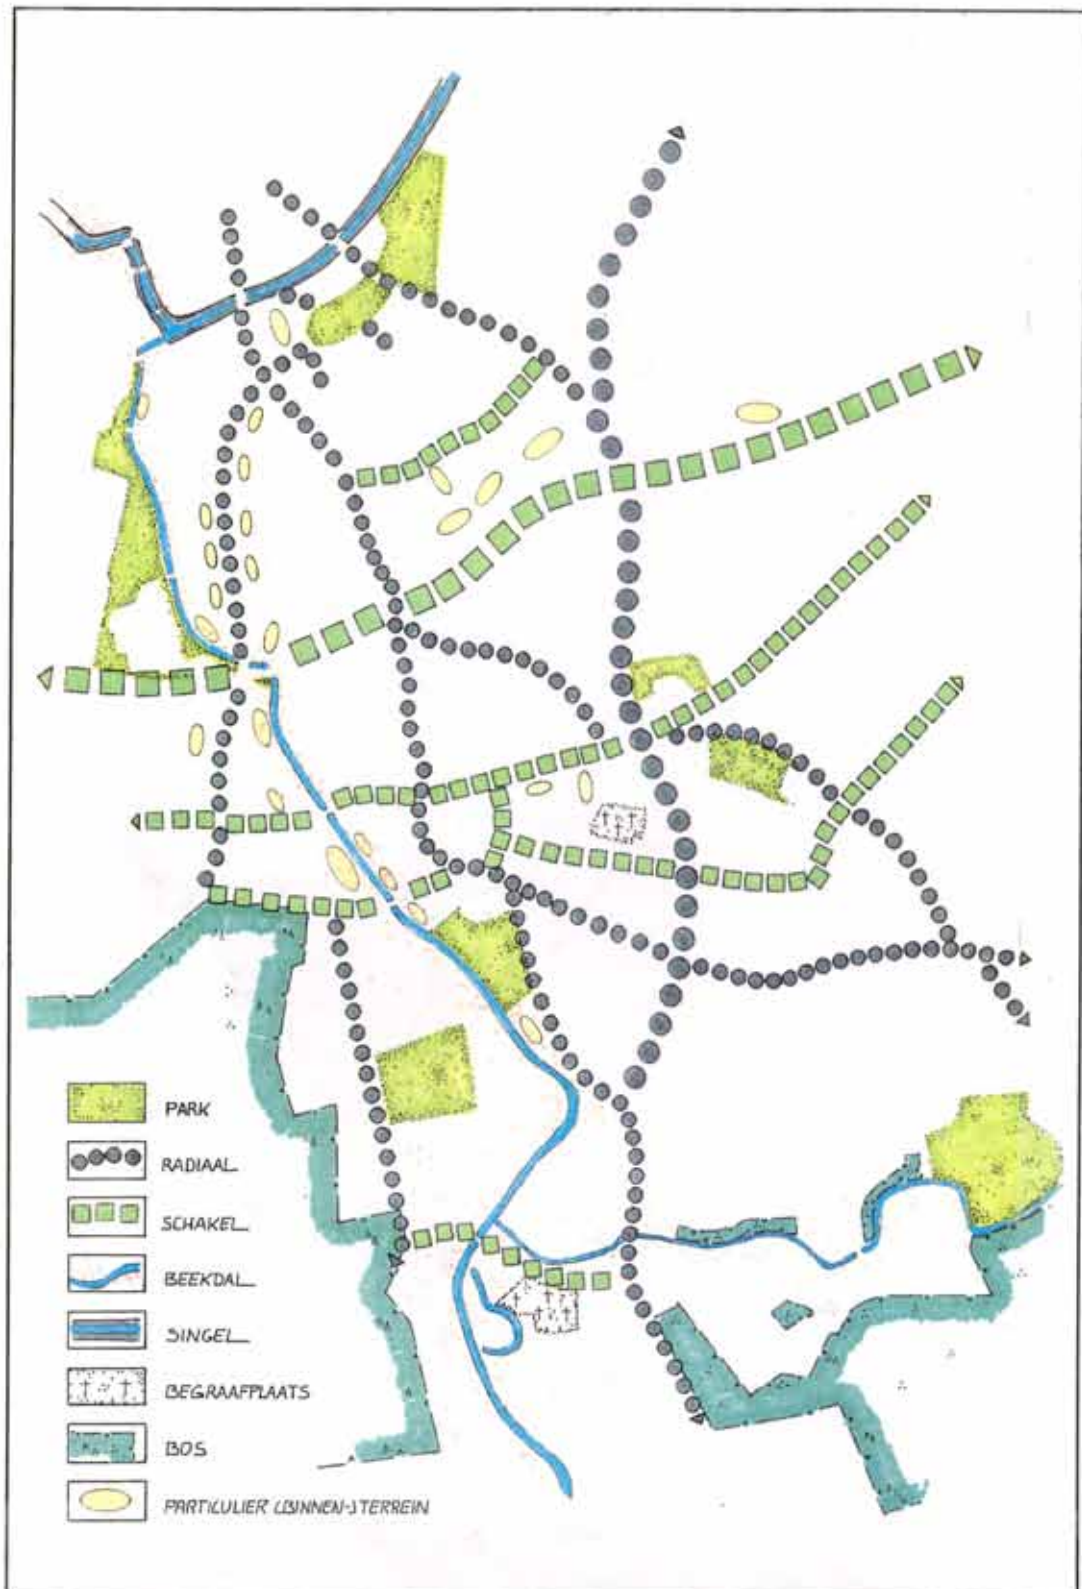 PARK
RADIAAL
SCHAKEL
BEEKDAL
SINGEL
BEGRAAFPLAATS
BOS
PARTICULIER (BINNEN-) TERREIN